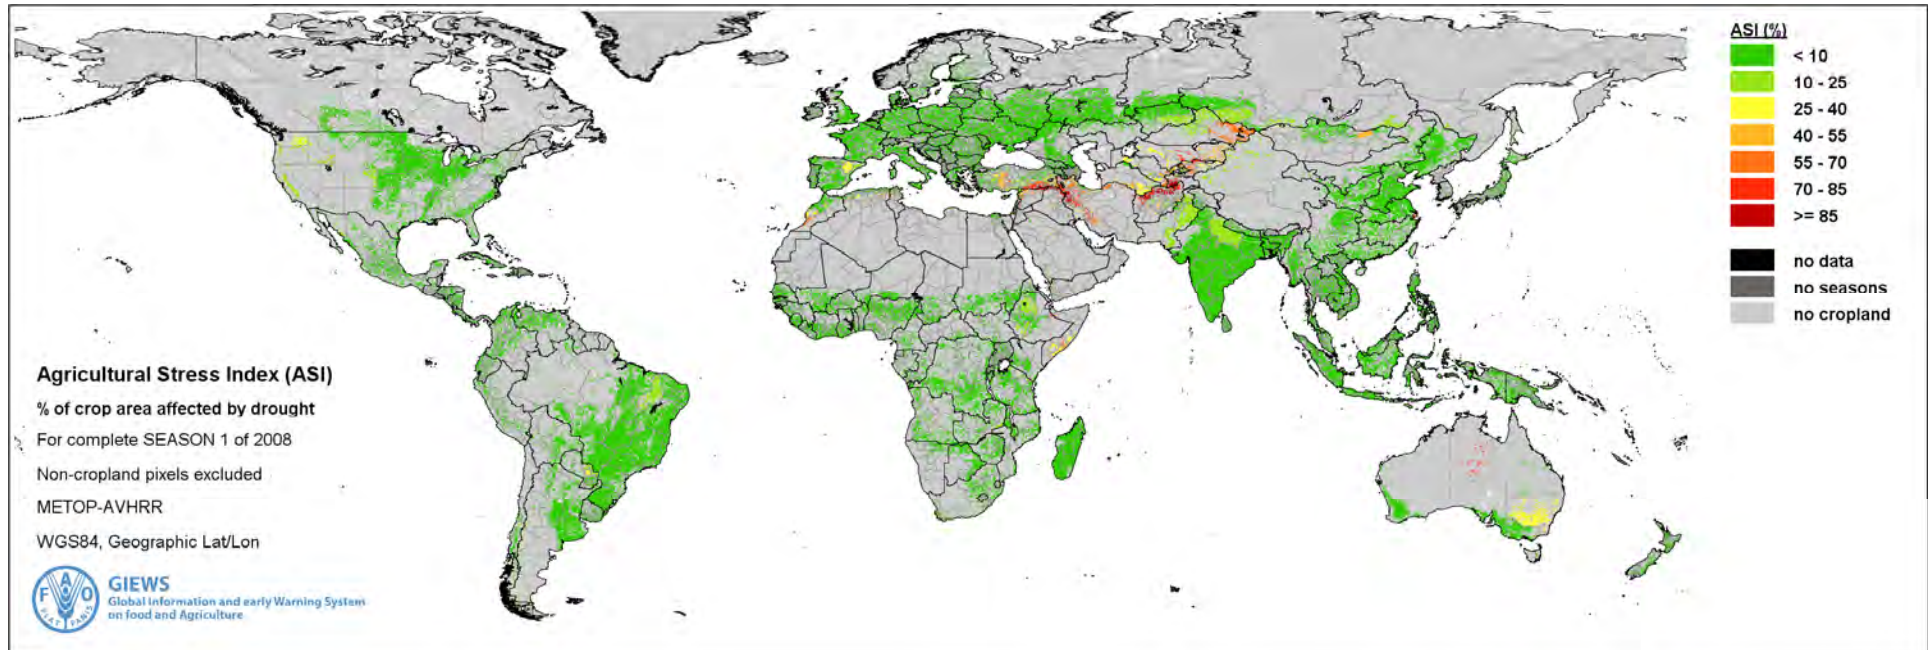 Agricultural Stress Index (ASI)
% of crop area affected by drought
For complete SEASON 1 of 2008
Non-cropland pixels excluded
METOP-AVHRR
WGS84, Geographic Lat/Lon
F A O
FIAT PANIS
GIEWS
Global Information and early Warning System
on food and Agriculture
ASI (%)
< 10
10 - 25
25 - 40
40 - 55
55 - 70
70 - 85
>= 85
no data
no seasons
no cropland